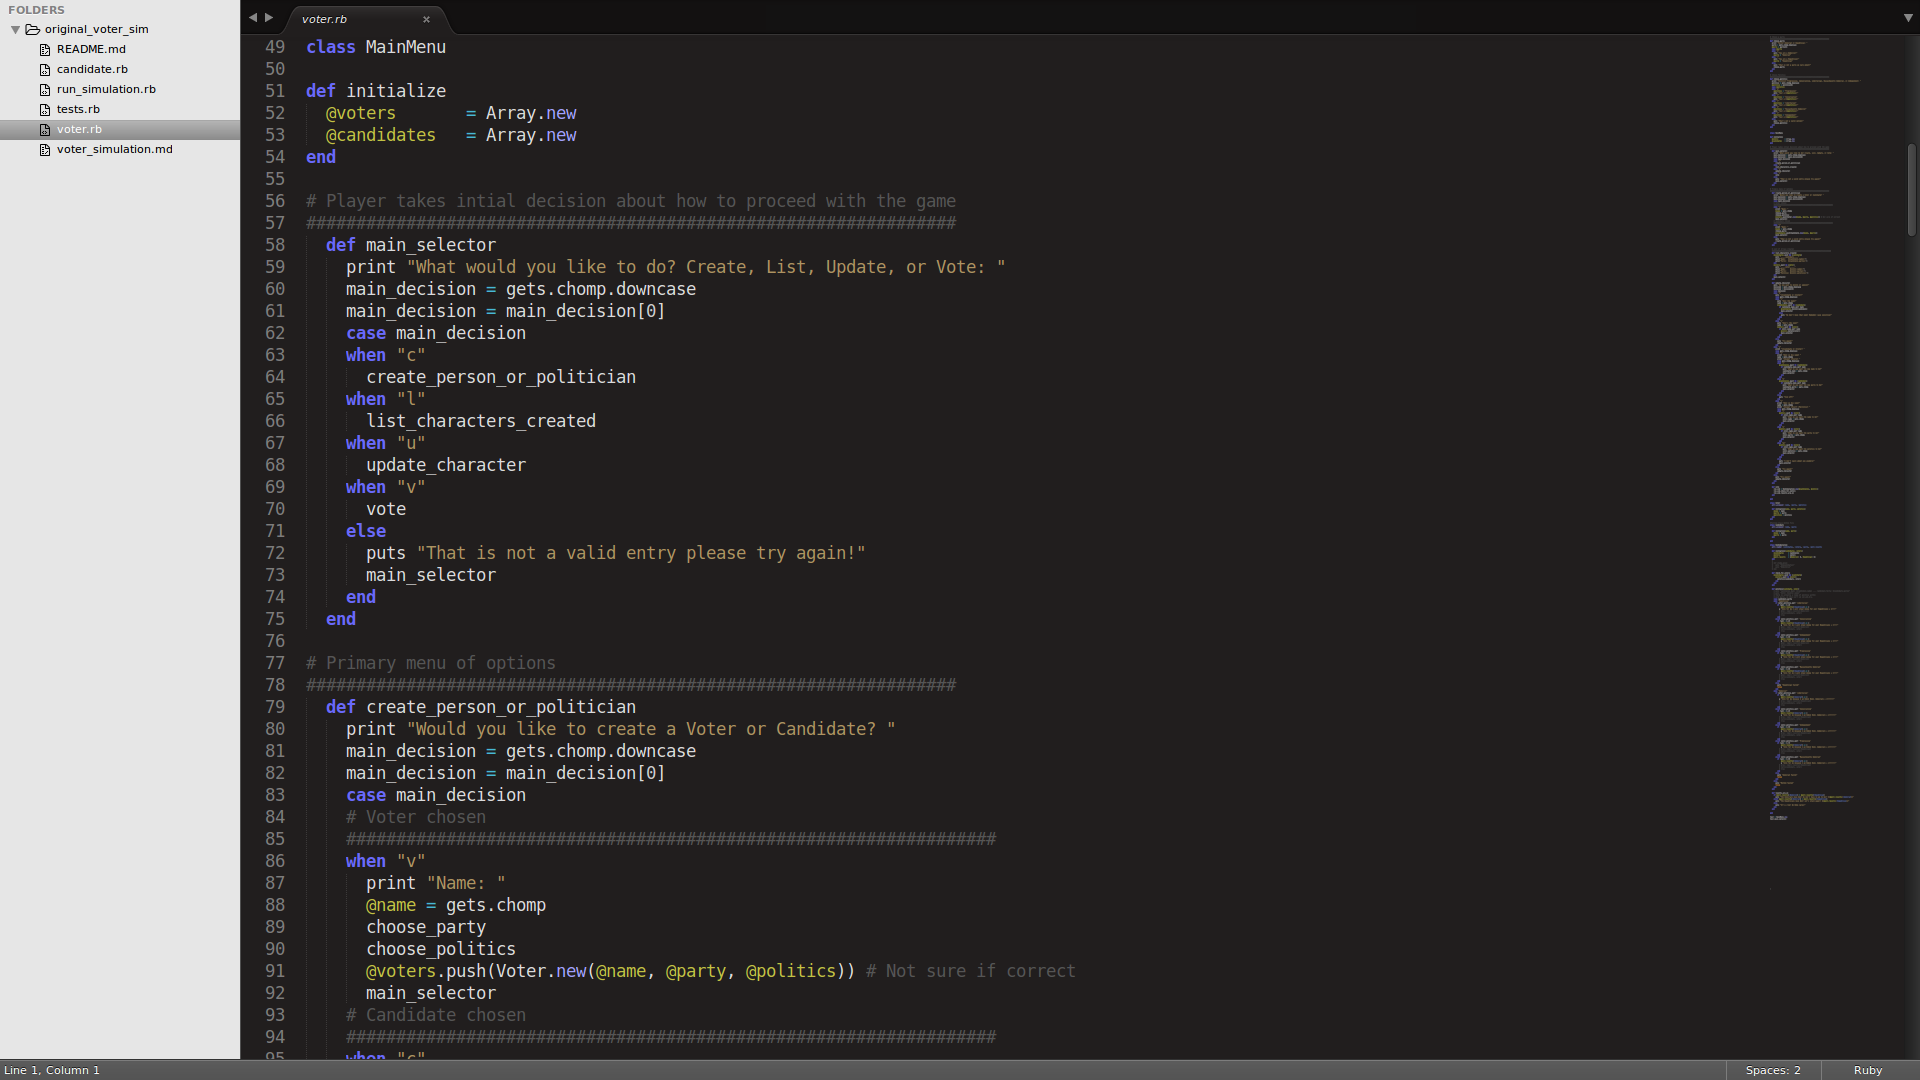 FOLDERS
original_voter_sim
README.md
candidate.rb
run_simulation.rb
tests.rb
voter.rb
voter_simulation.md
voter.rb
49 class MainMenu
50
51 def initialize
52   @voters       = Array.new
53   @candidates   = Array.new
54 end
55
56 # Player takes intial decision about how to proceed with the game
57 #################################################################
58   def main_selector
59     print "What would you like to do? Create, List, Update, or Vote: "
60     main_decision = gets.chomp.downcase
61     main_decision = main_decision[0]
62     case main_decision
63     when "c"
64       create_person_or_politician
65     when "l"
66       list_characters_created
67     when "u"
68       update_character
69     when "v"
70       vote
71     else
72       puts "That is not a valid entry please try again!"
73       main_selector
74     end
75   end
76
77 # Primary menu of options
78 #################################################################
79   def create_person_or_politician
80     print "Would you like to create a Voter or Candidate? "
81     main_decision = gets.chomp.downcase
82     main_decision = main_decision[0]
83     case main_decision
84     # Voter chosen
85     #################################################################
86     when "v"
87       print "Name: "
88       @name = gets.chomp
89       choose_party
90       choose_politics
91       @voters.push(Voter.new(@name, @party, @politics)) # Not sure if correct
92       main_selector
93     # Candidate chosen
94     #################################################################
95     when "c"
Line 1, Column 1
Spaces: 2
Ruby